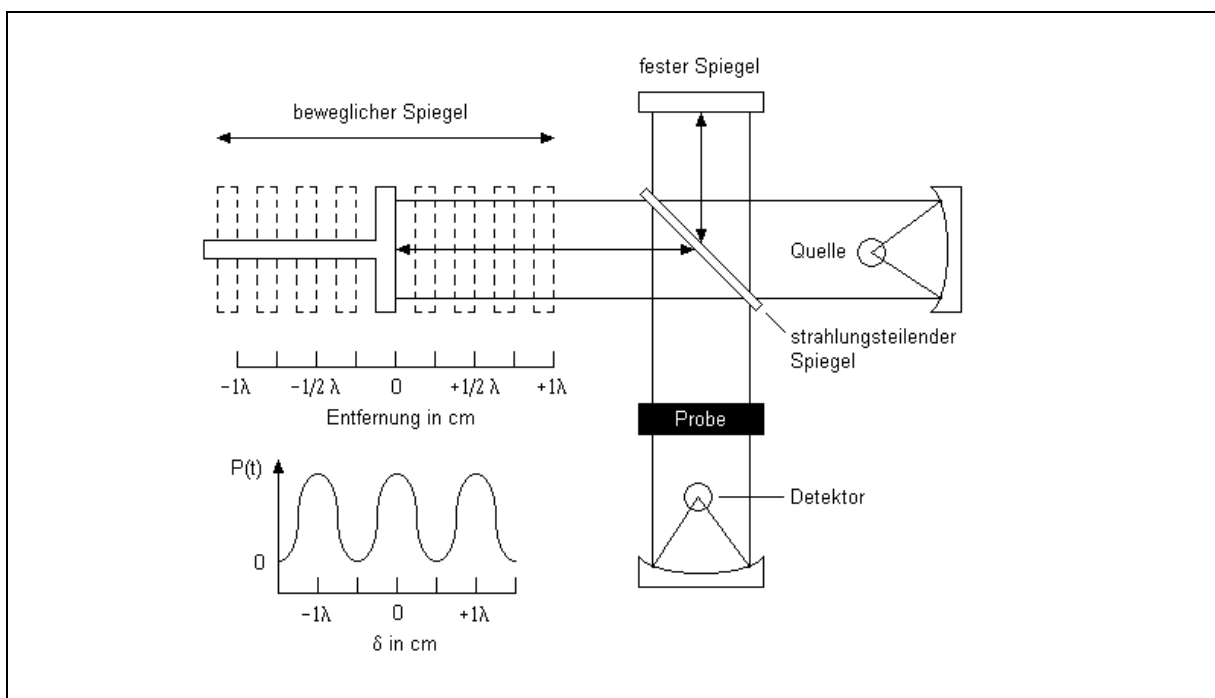 fester Spiegel
beweglicher Spiegel
Quelle
strahlungsteilender
Spiegel
−1λ −1/2 λ 0 +1/2 λ +1λ
Entfernung in cm
Probe
P(t)
Detektor
0
−1λ 0 +1λ
δ in cm